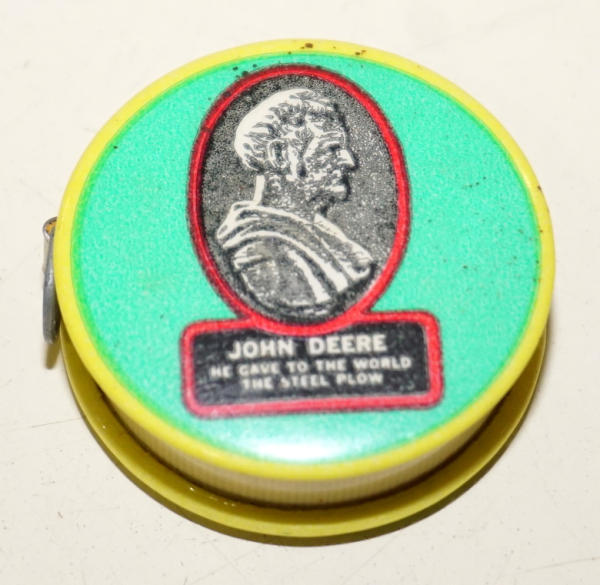 JOHN DEERE
HE GAVE TO THE WORLD
THE STEEL PLOW